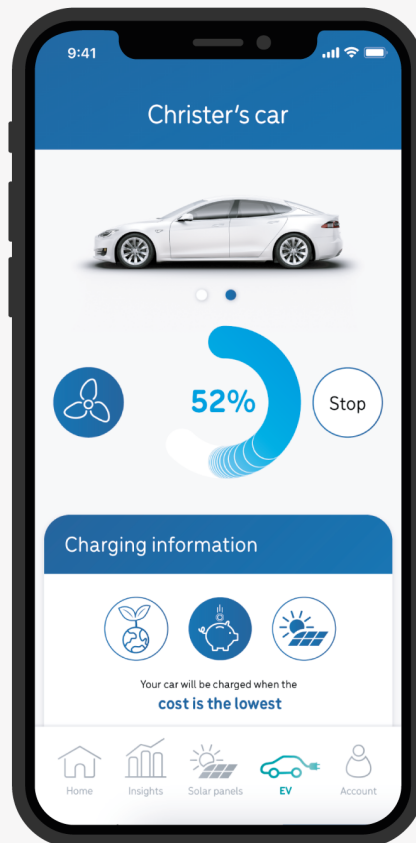 9:41
Christer's car
52%
Stop
Charging information
Your car will be charged when the
cost is the lowest
Home
Insights
Solar panels
EV
Account